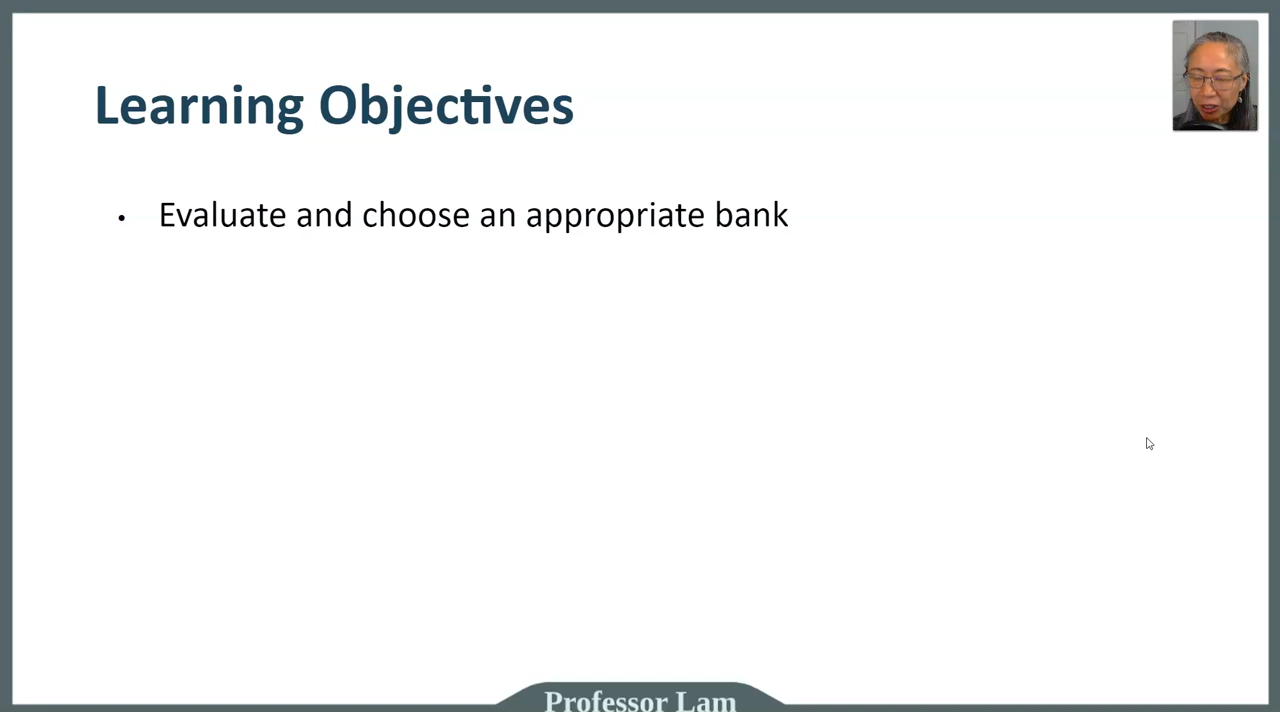 Learning Objectives
• Evaluate and choose an appropriate bank
Professor Lam